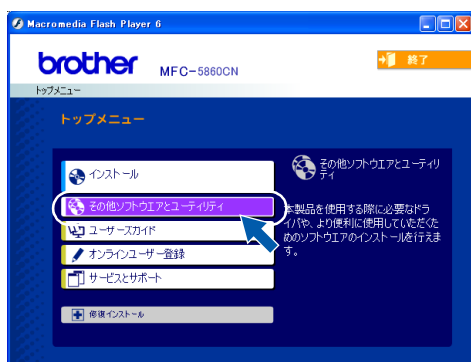 Macromedia Flash Player 6
brother
MFC-5860CN
終了
トップメニュー
トップメニュー
インストール
その他ソフトウエアとユーティリティ
ユーザーズガイド
オンラインユーザー登録
サービスとサポート
修復インストール
その他ソフトウエアとユーティリ
ティ
本製品を使用する際に必要なドラ
イバや、より便利に使用していただくた
めのソフトウエアのインストールを行えま
す。